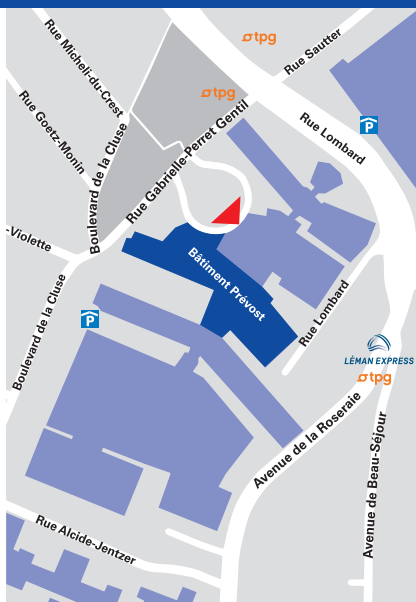 tpg
Rue Sautter
Rue Micheli-du-Crest
tpg
Rue Goetz-Monin
Boulevard de la Cluse
Rue Gabrielle-Perret Gentil
Rue Lombard
P
-Violette
Bâtiment Prévost
Boulevard de la Cluse
P
Rue Lombard
LÉMAN EXPRESS
tpg
Avenue de la Roseraie
Avenue de Beau-Séjour
Rue Alcide-Jentzer